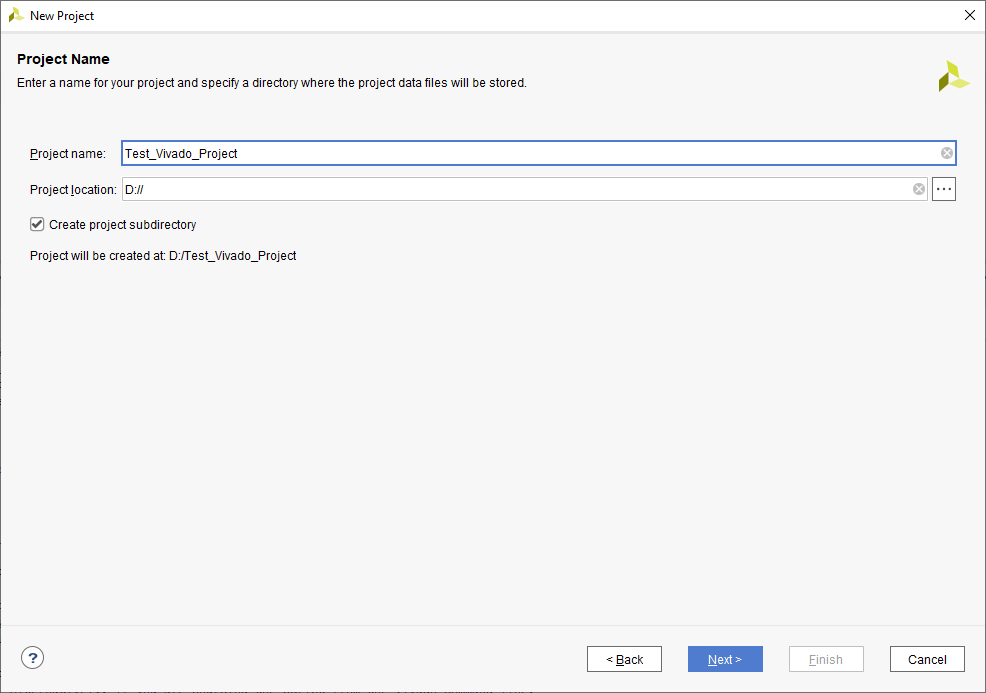 New Project
Project Name
Enter a name for your project and specify a directory where the project data files will be stored.
Project name: Test_Vivado_Project
Project location: D://
...
Create project subdirectory
Project will be created at: D:/Test_Vivado_Project
? < Back Next > Finish Cancel